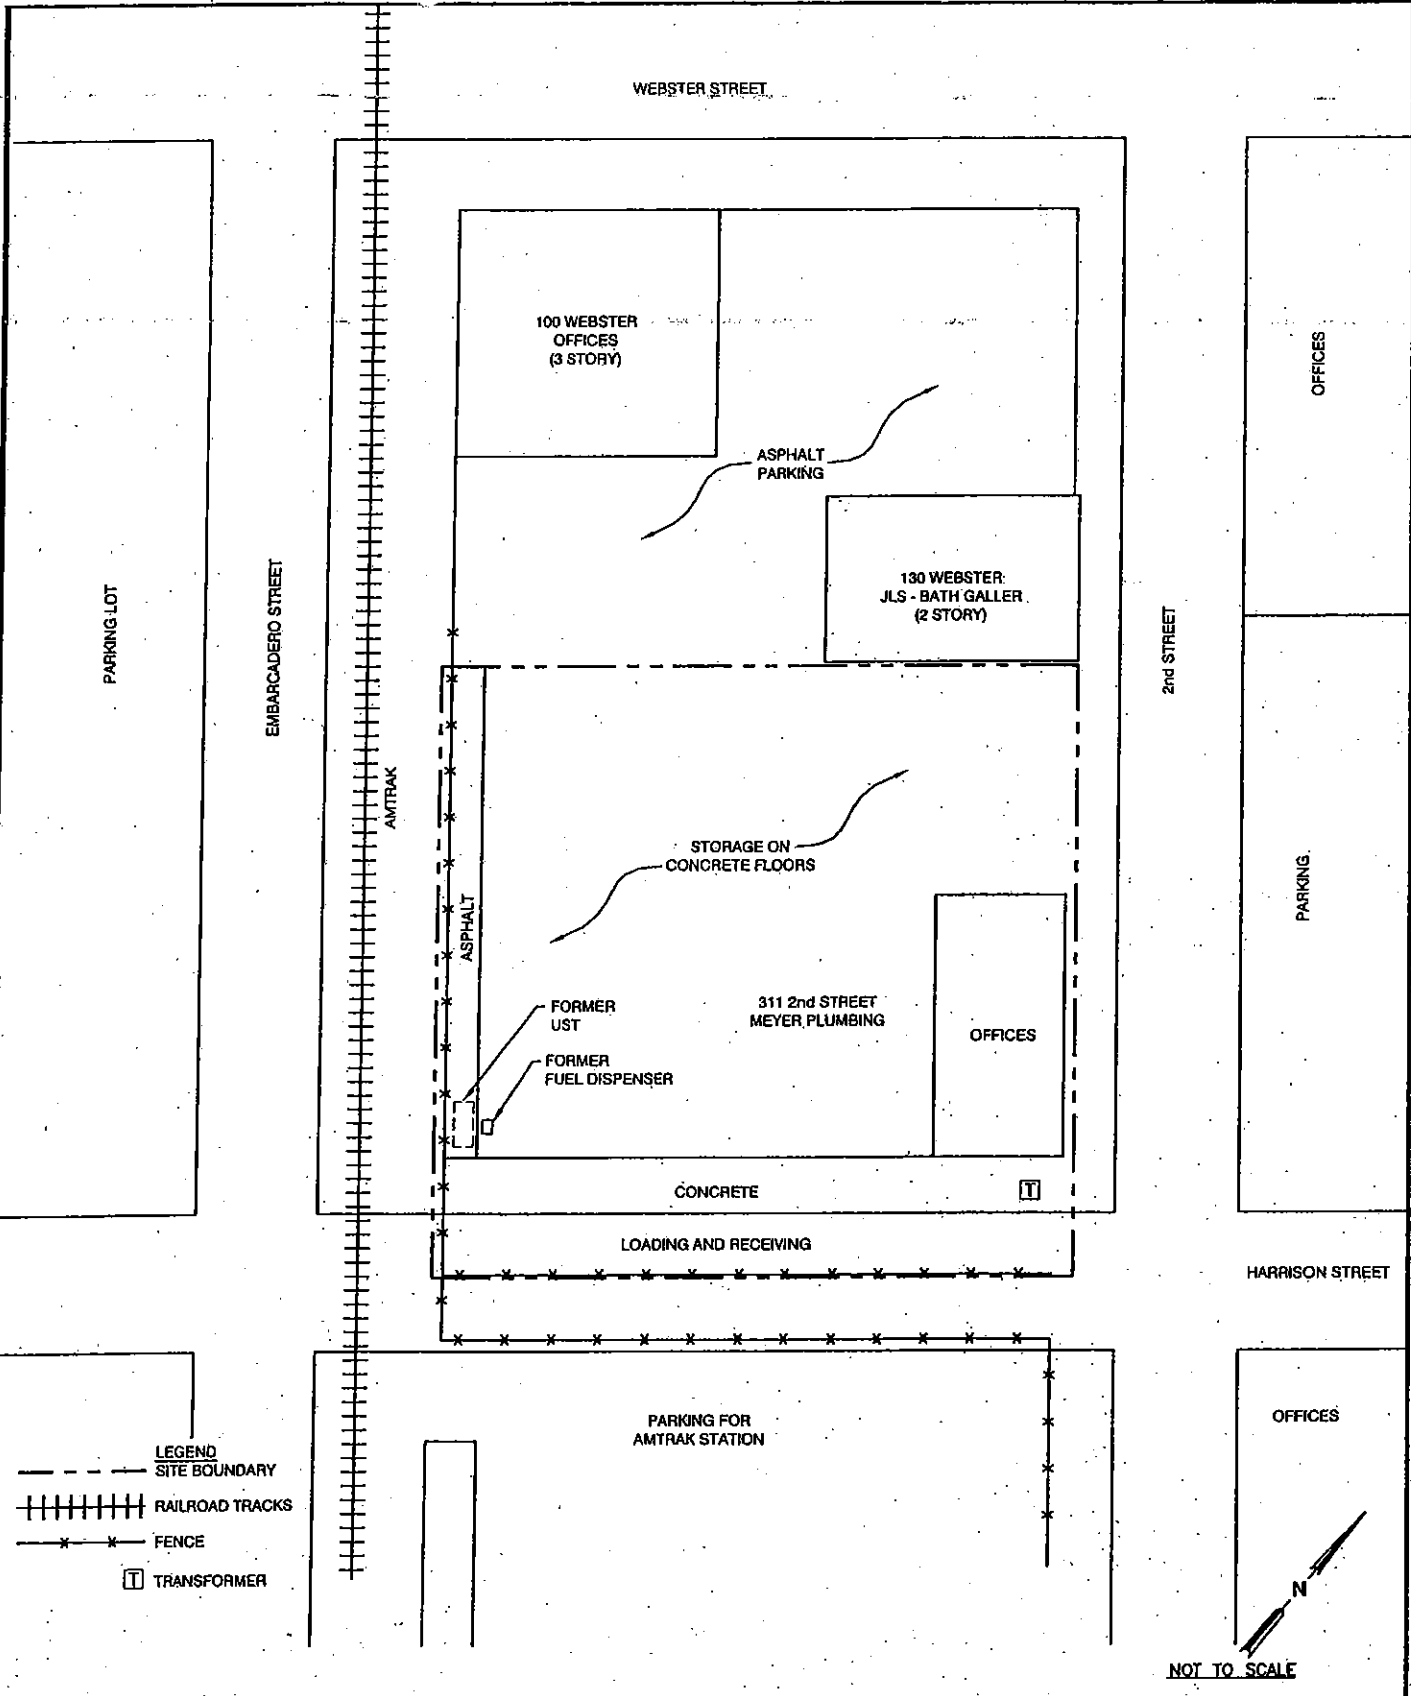 WEBSTER STREET
100 WEBSTER
OFFICES
(3 STORY)
OFFICES
ASPHALT
PARKING
130 WEBSTER:
JLS - BATH GALLER
(2 STORY)
PARKING LOT
EMBARCADERO STREET
2nd STREET
AMTRAK
STORAGE ON
CONCRETE FLOORS
PARKING
ASPHALT
FORMER
UST
311 2nd STREET
MEYER PLUMBING
OFFICES
FORMER
FUEL DISPENSER
CONCRETE
T
LOADING AND RECEIVING
HARRISON STREET
PARKING FOR
AMTRAK STATION
OFFICES
LEGEND
SITE BOUNDARY
RAILROAD TRACKS
FENCE
T TRANSFORMER
N
NOT TO SCALE